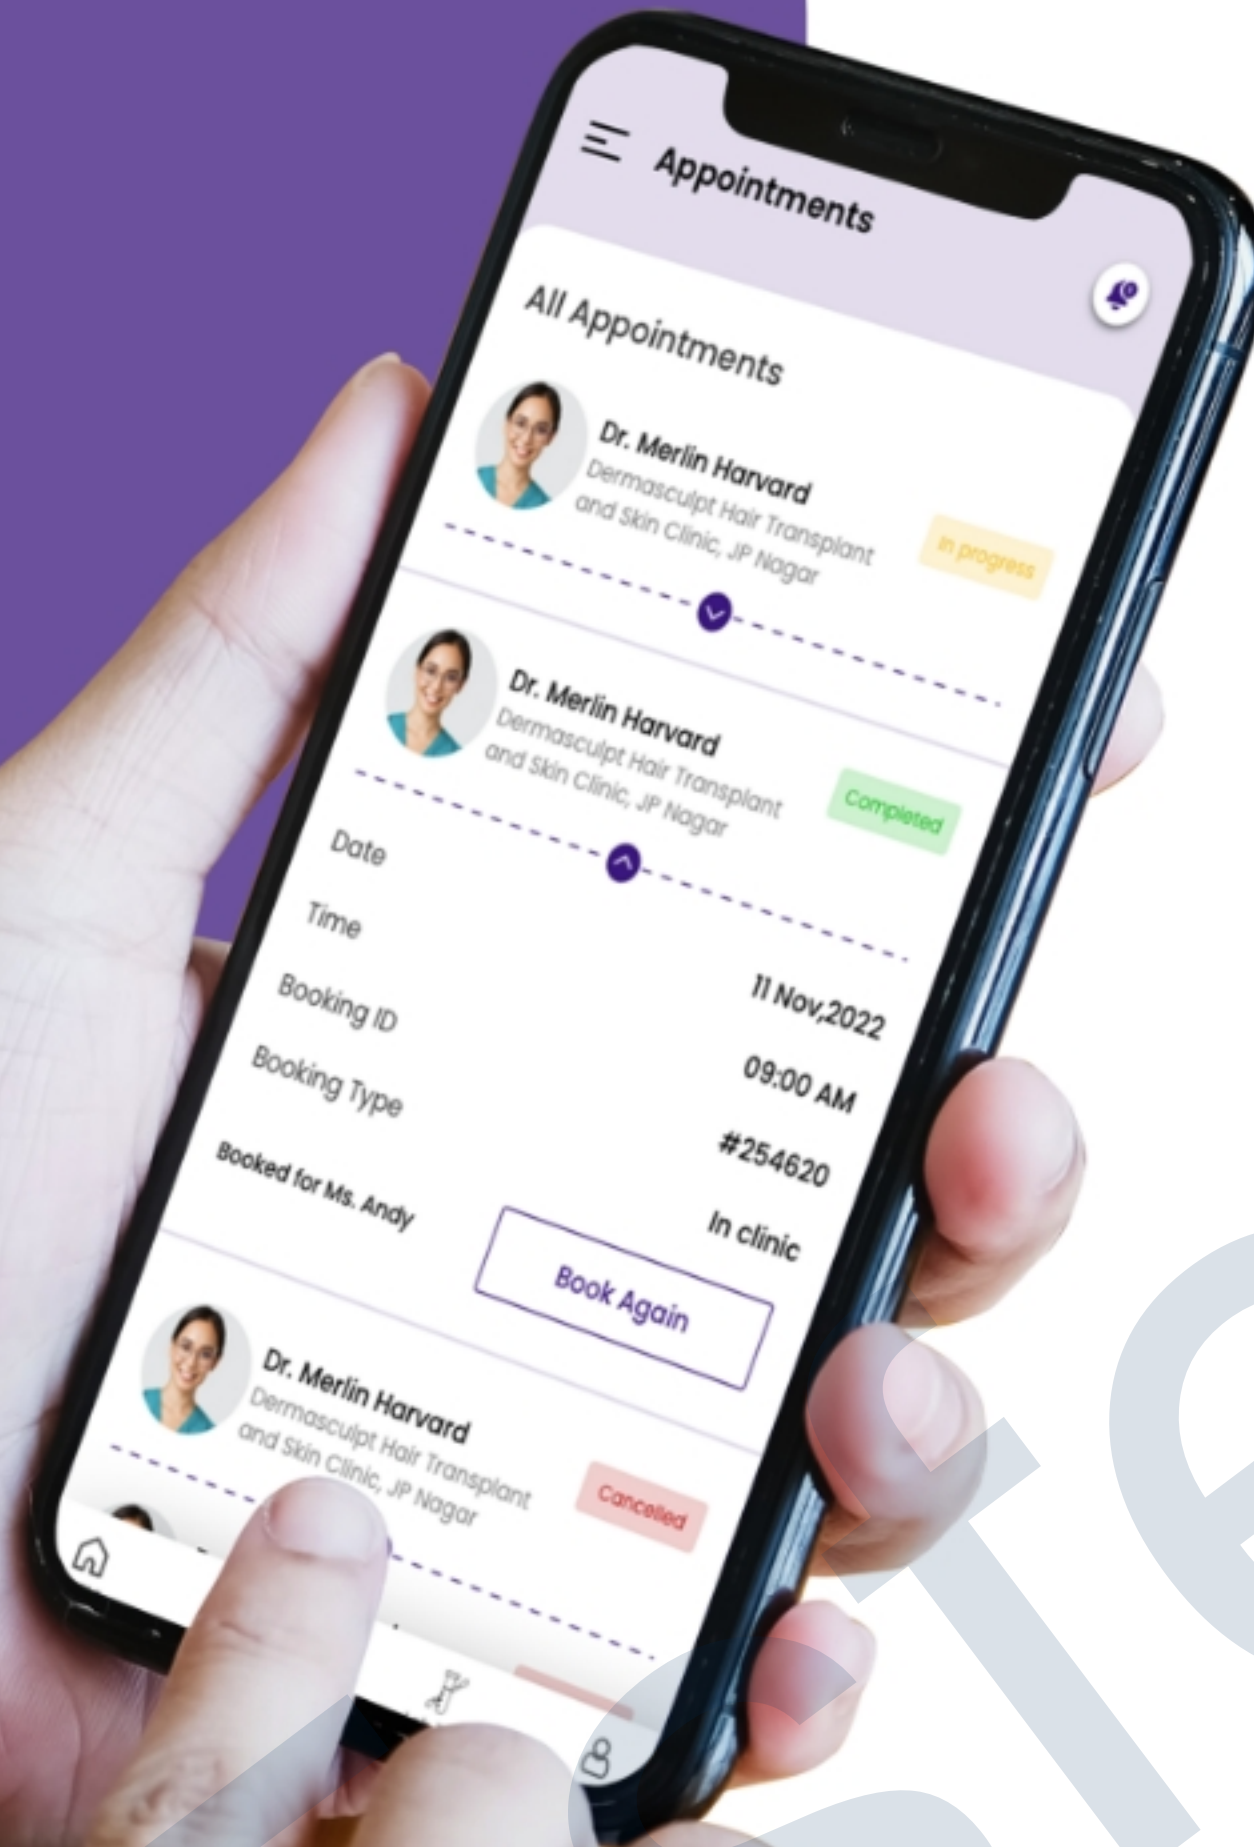 Appointments
All Appointments
Dr. Merlin Harvard
Dermasculpt Hair Transplant
and Skin Clinic, JP Nagar
In progress
Dr. Merlin Harvard
Dermasculpt Hair Transplant
and Skin Clinic, JP Nagar
Completed
Date
11 Nov,2022
Time
09:00 AM
Booking ID
#254620
Booking Type
In clinic
Booked for Ms. Andy
Book Again
Dr. Merlin Harvard
Dermasculpt Hair Transplant
and Skin Clinic, JP Nagar
Cancelled